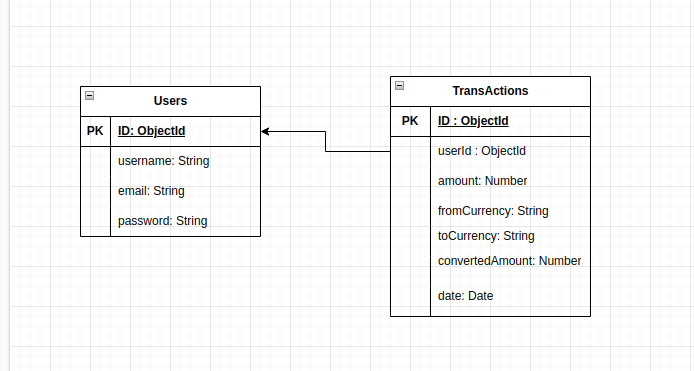 Users
PK ID: ObjectId
username: String
email: String
password: String
TransActions
PK ID : ObjectId
userId : ObjectId
amount: Number
fromCurrency: String
toCurrency: String
convertedAmount: Number
date: Date